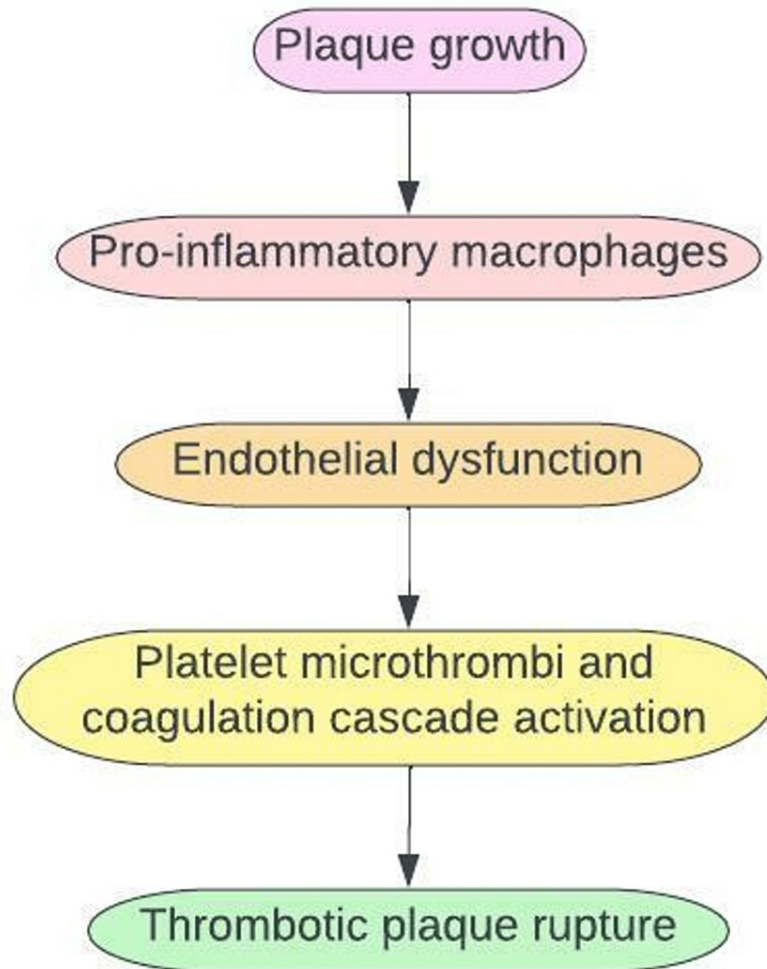 Plaque growth
Pro-inflammatory macrophages
Endothelial dysfunction
Platelet microthrombi and
coagulation cascade activation
Thrombotic plaque rupture